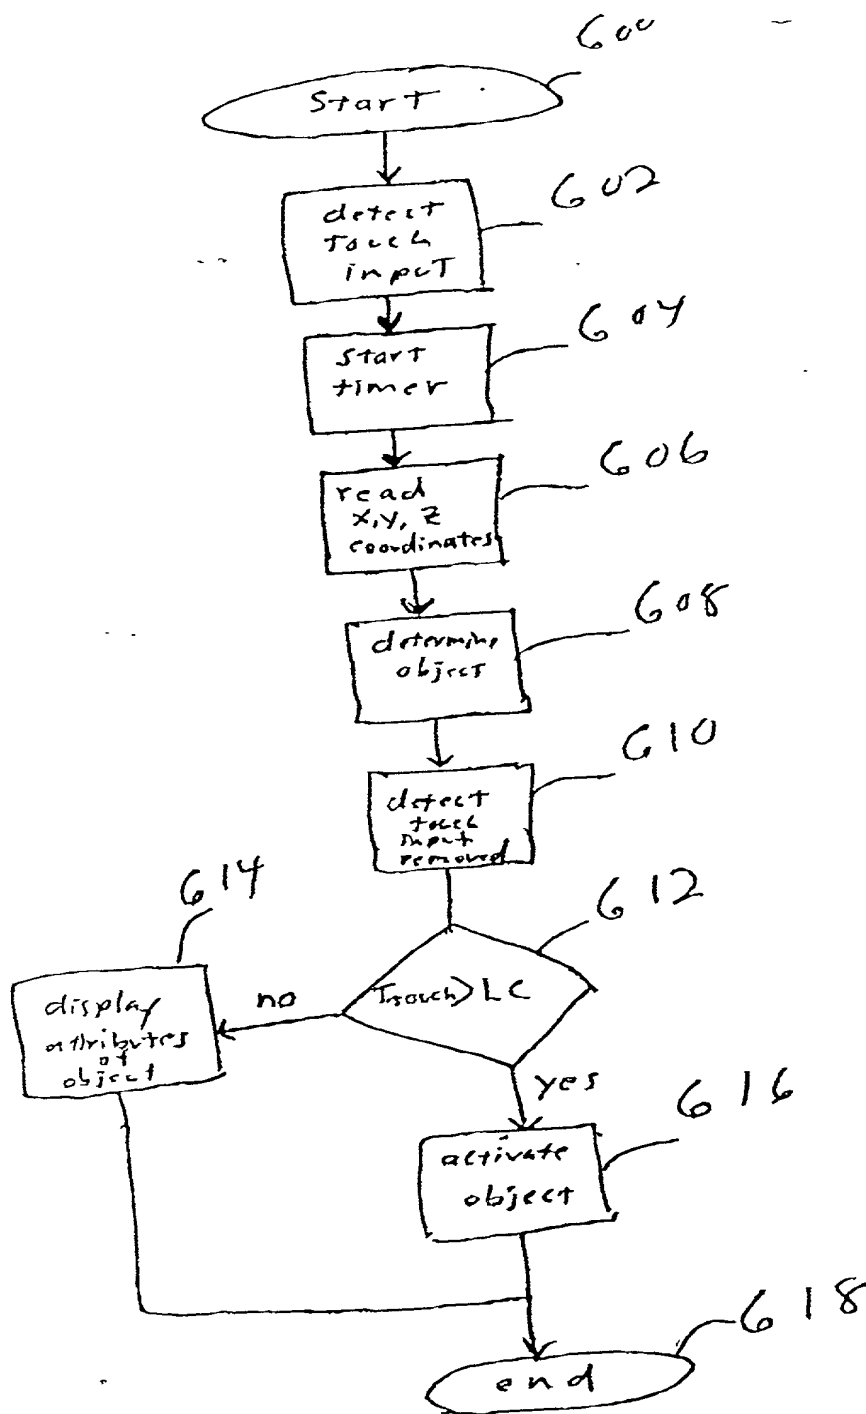 600
start
602
detect
touch
input
604
start
timer
606
read
x,y, z
coordinates
608
determine
object
610
detect
touch
input
removed
612
Ttouch>LC
614
no
display
attributes
of
object
yes
616
activate
object
618
end